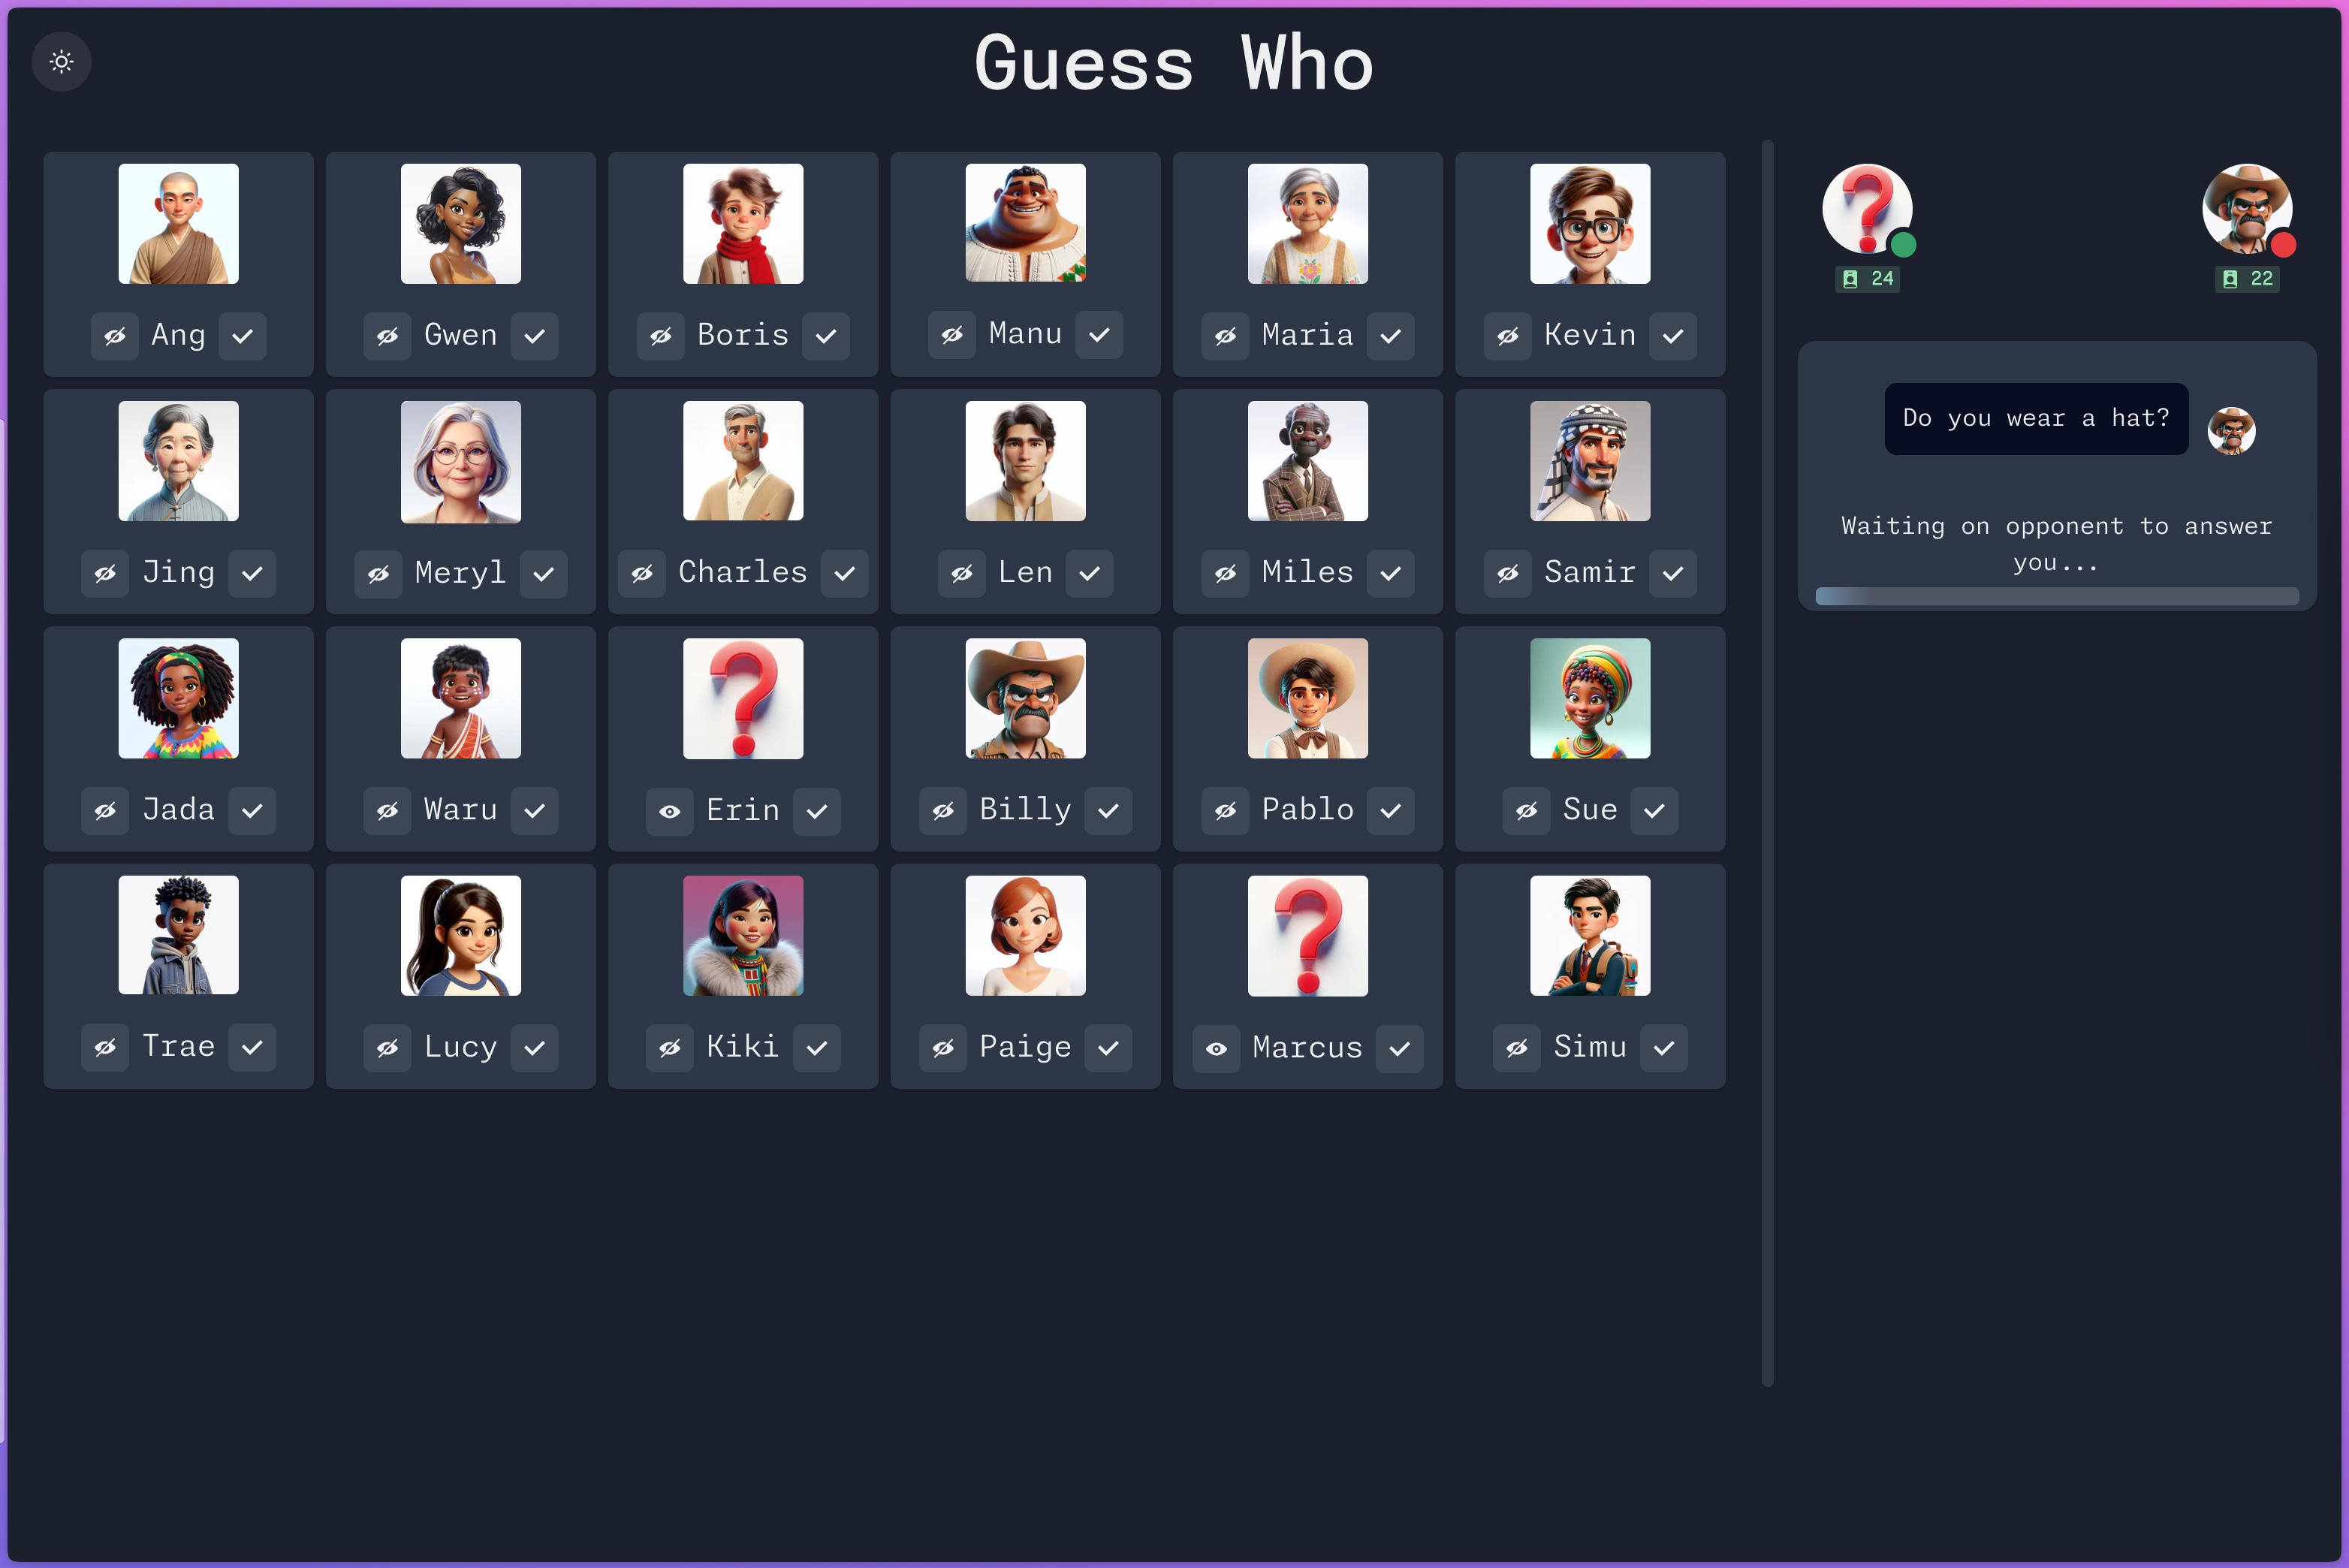 Guess Who
Ang
Gwen
Boris
Manu
Maria
Kevin
24
22
Do you wear a hat?
Waiting on opponent to answer
you...
Jing
Meryl
Charles
Len
Miles
Samir
Jada
Waru
Erin
Billy
Pablo
Sue
Trae
Lucy
Kiki
Paige
Marcus
Simu